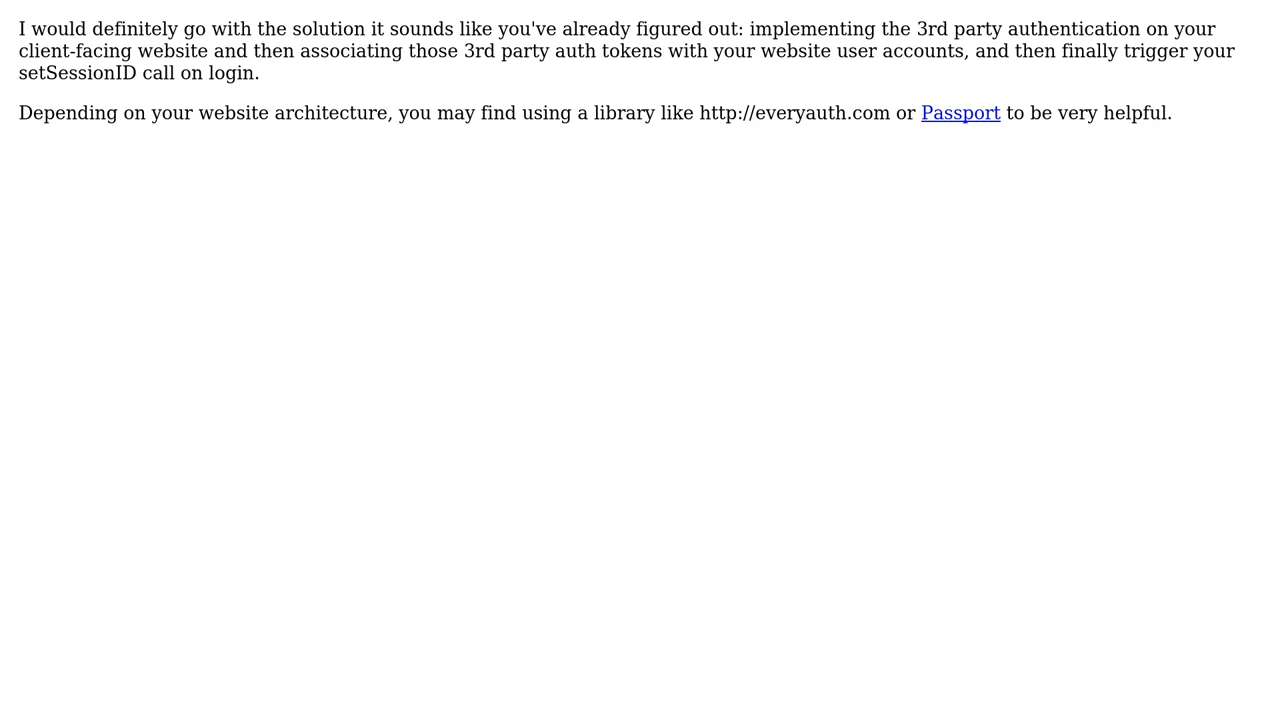 I would definitely go with the solution it sounds like you've already figured out: implementing the 3rd party authentication on your
client-facing website and then associating those 3rd party auth tokens with your website user accounts, and then finally trigger your
setSessionID call on login.
Depending on your website architecture, you may find using a library like http://everyauth.com or Passport to be very helpful.